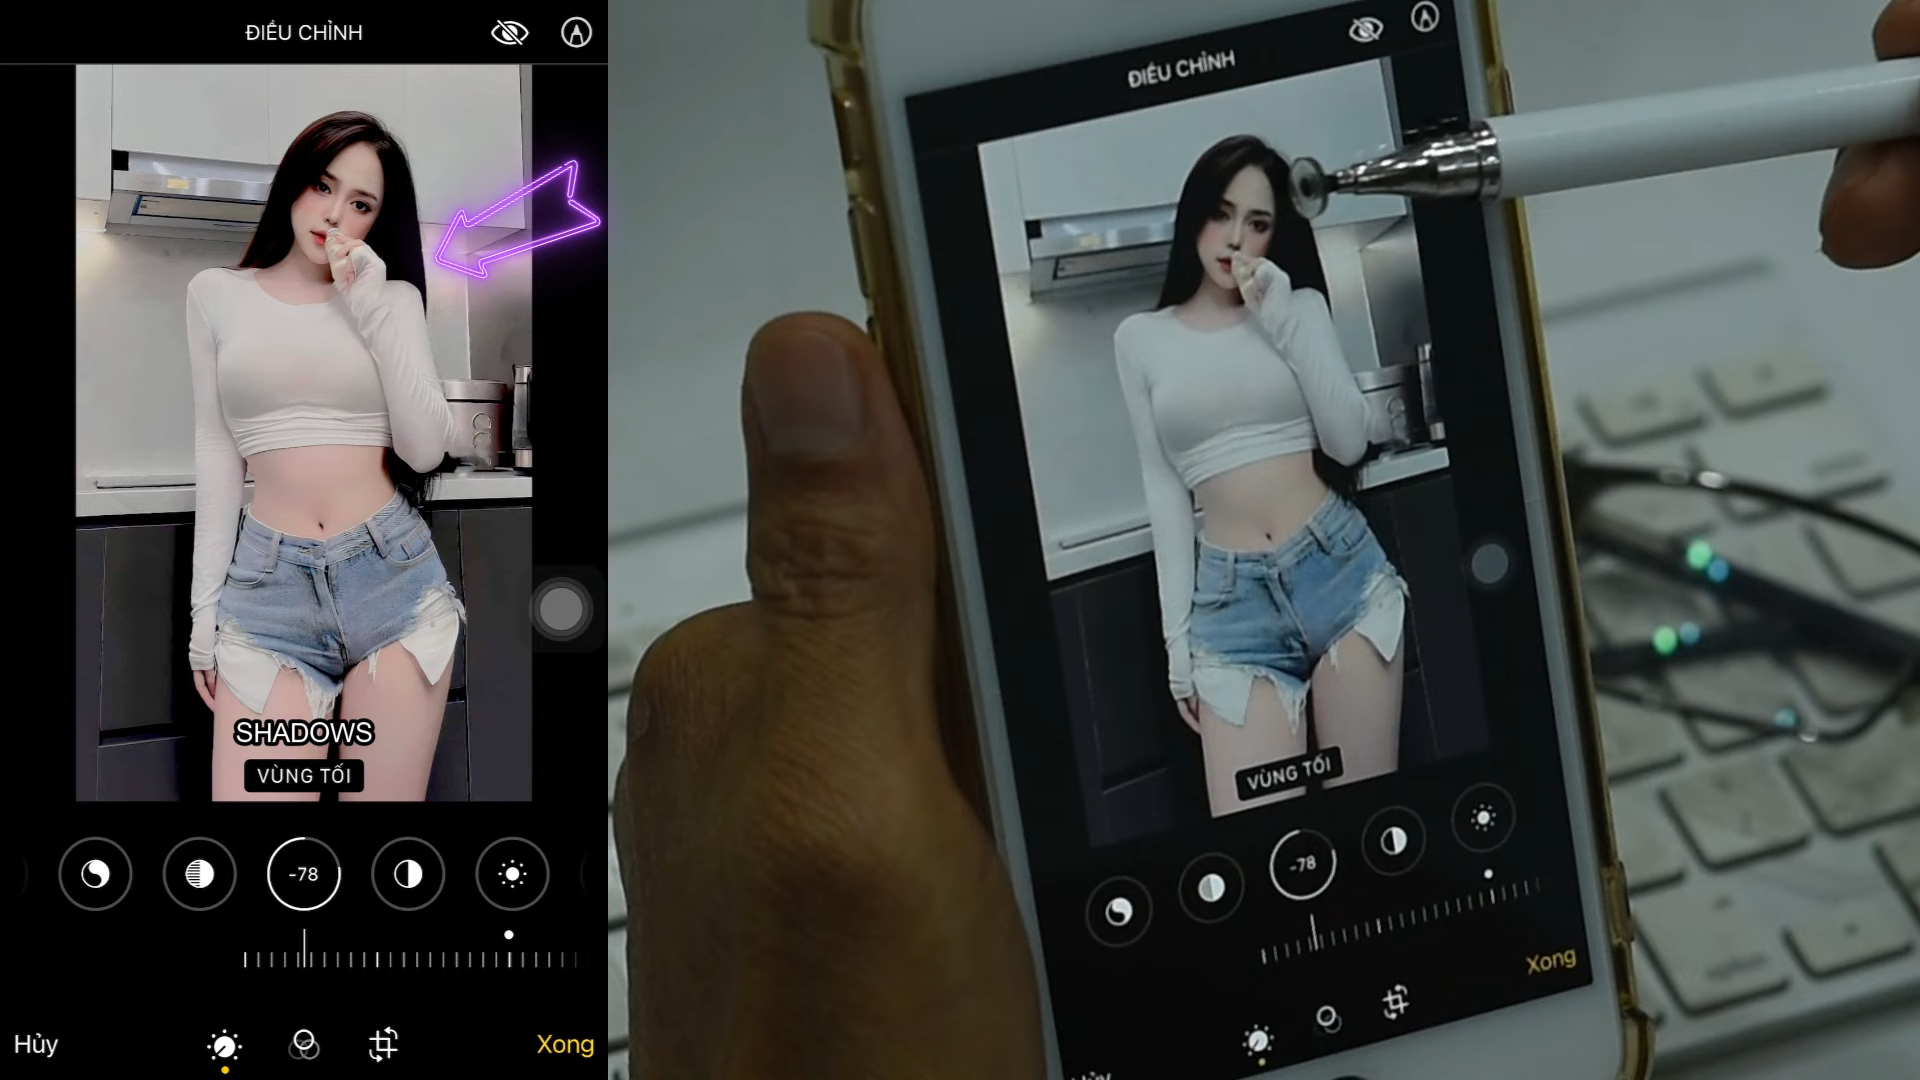 ĐIỀU CHỈNH
SHADOWS
VÙNG TỐI
-78
Hủy
Xong
ĐIỀU CHỈNH
VÙNG TỐI
-78
Xong